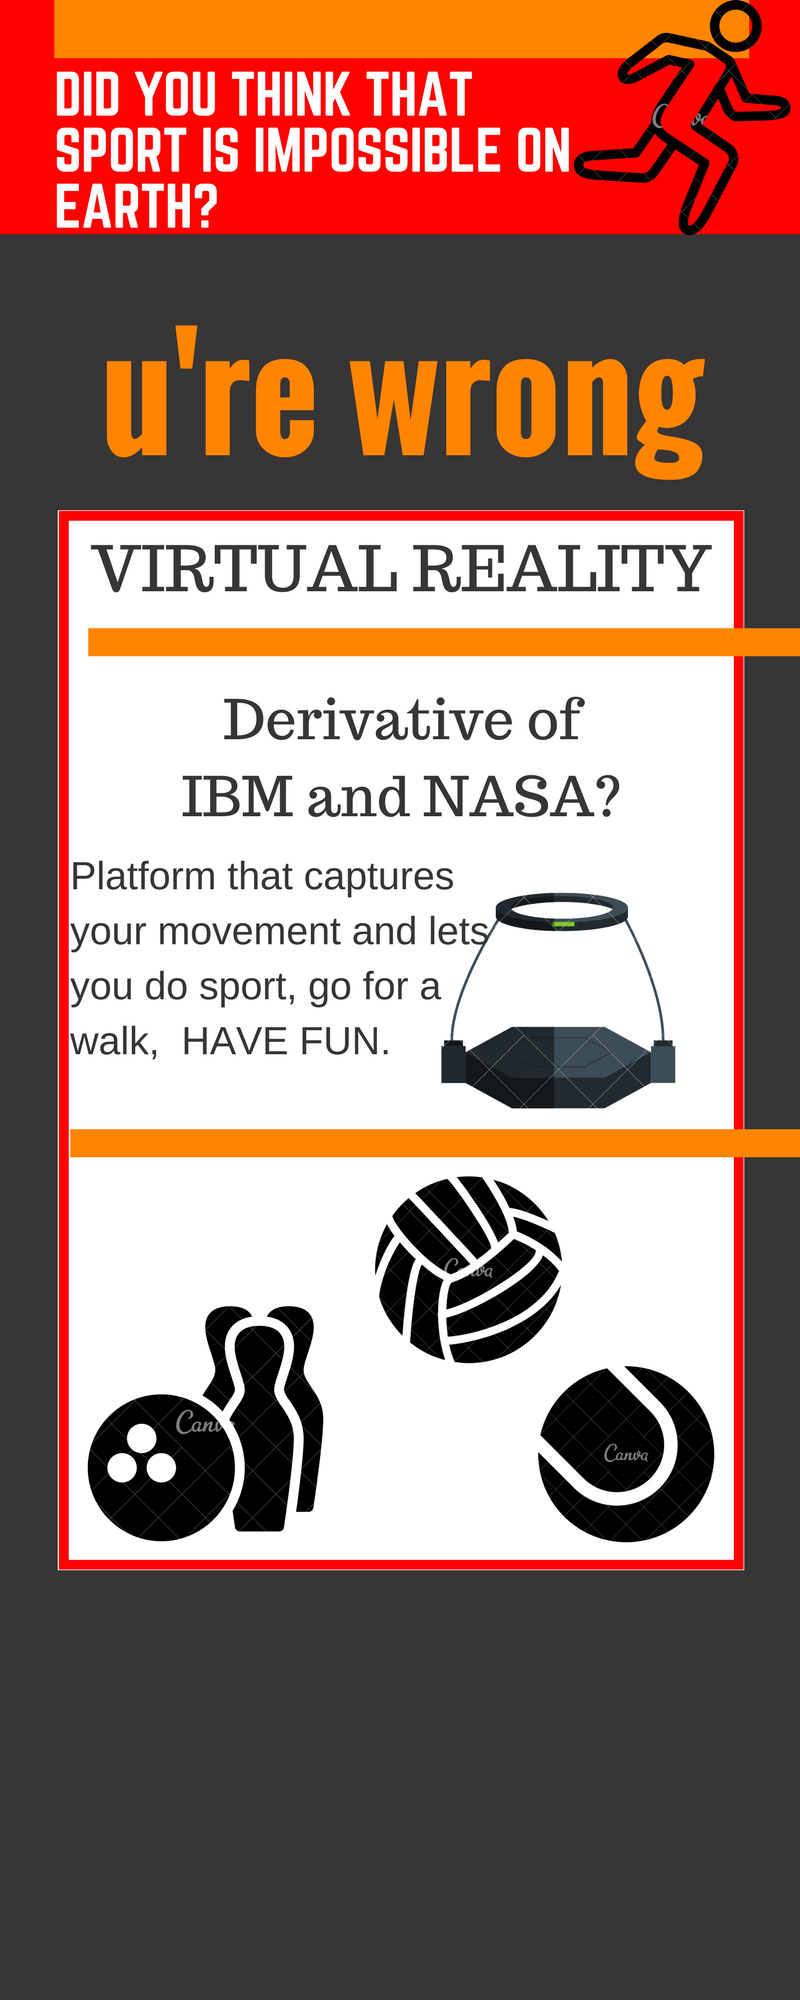 DID YOU THINK THAT
SPORT IS IMPOSSIBLE ON
EARTH?
u're wrong
VIRTUAL REALITY
Derivative of
IBM and NASA?
Platform that captures
your movement and lets
you do sport, go for a
walk,  HAVE FUN.
Canva
Canva
Canva
Canva